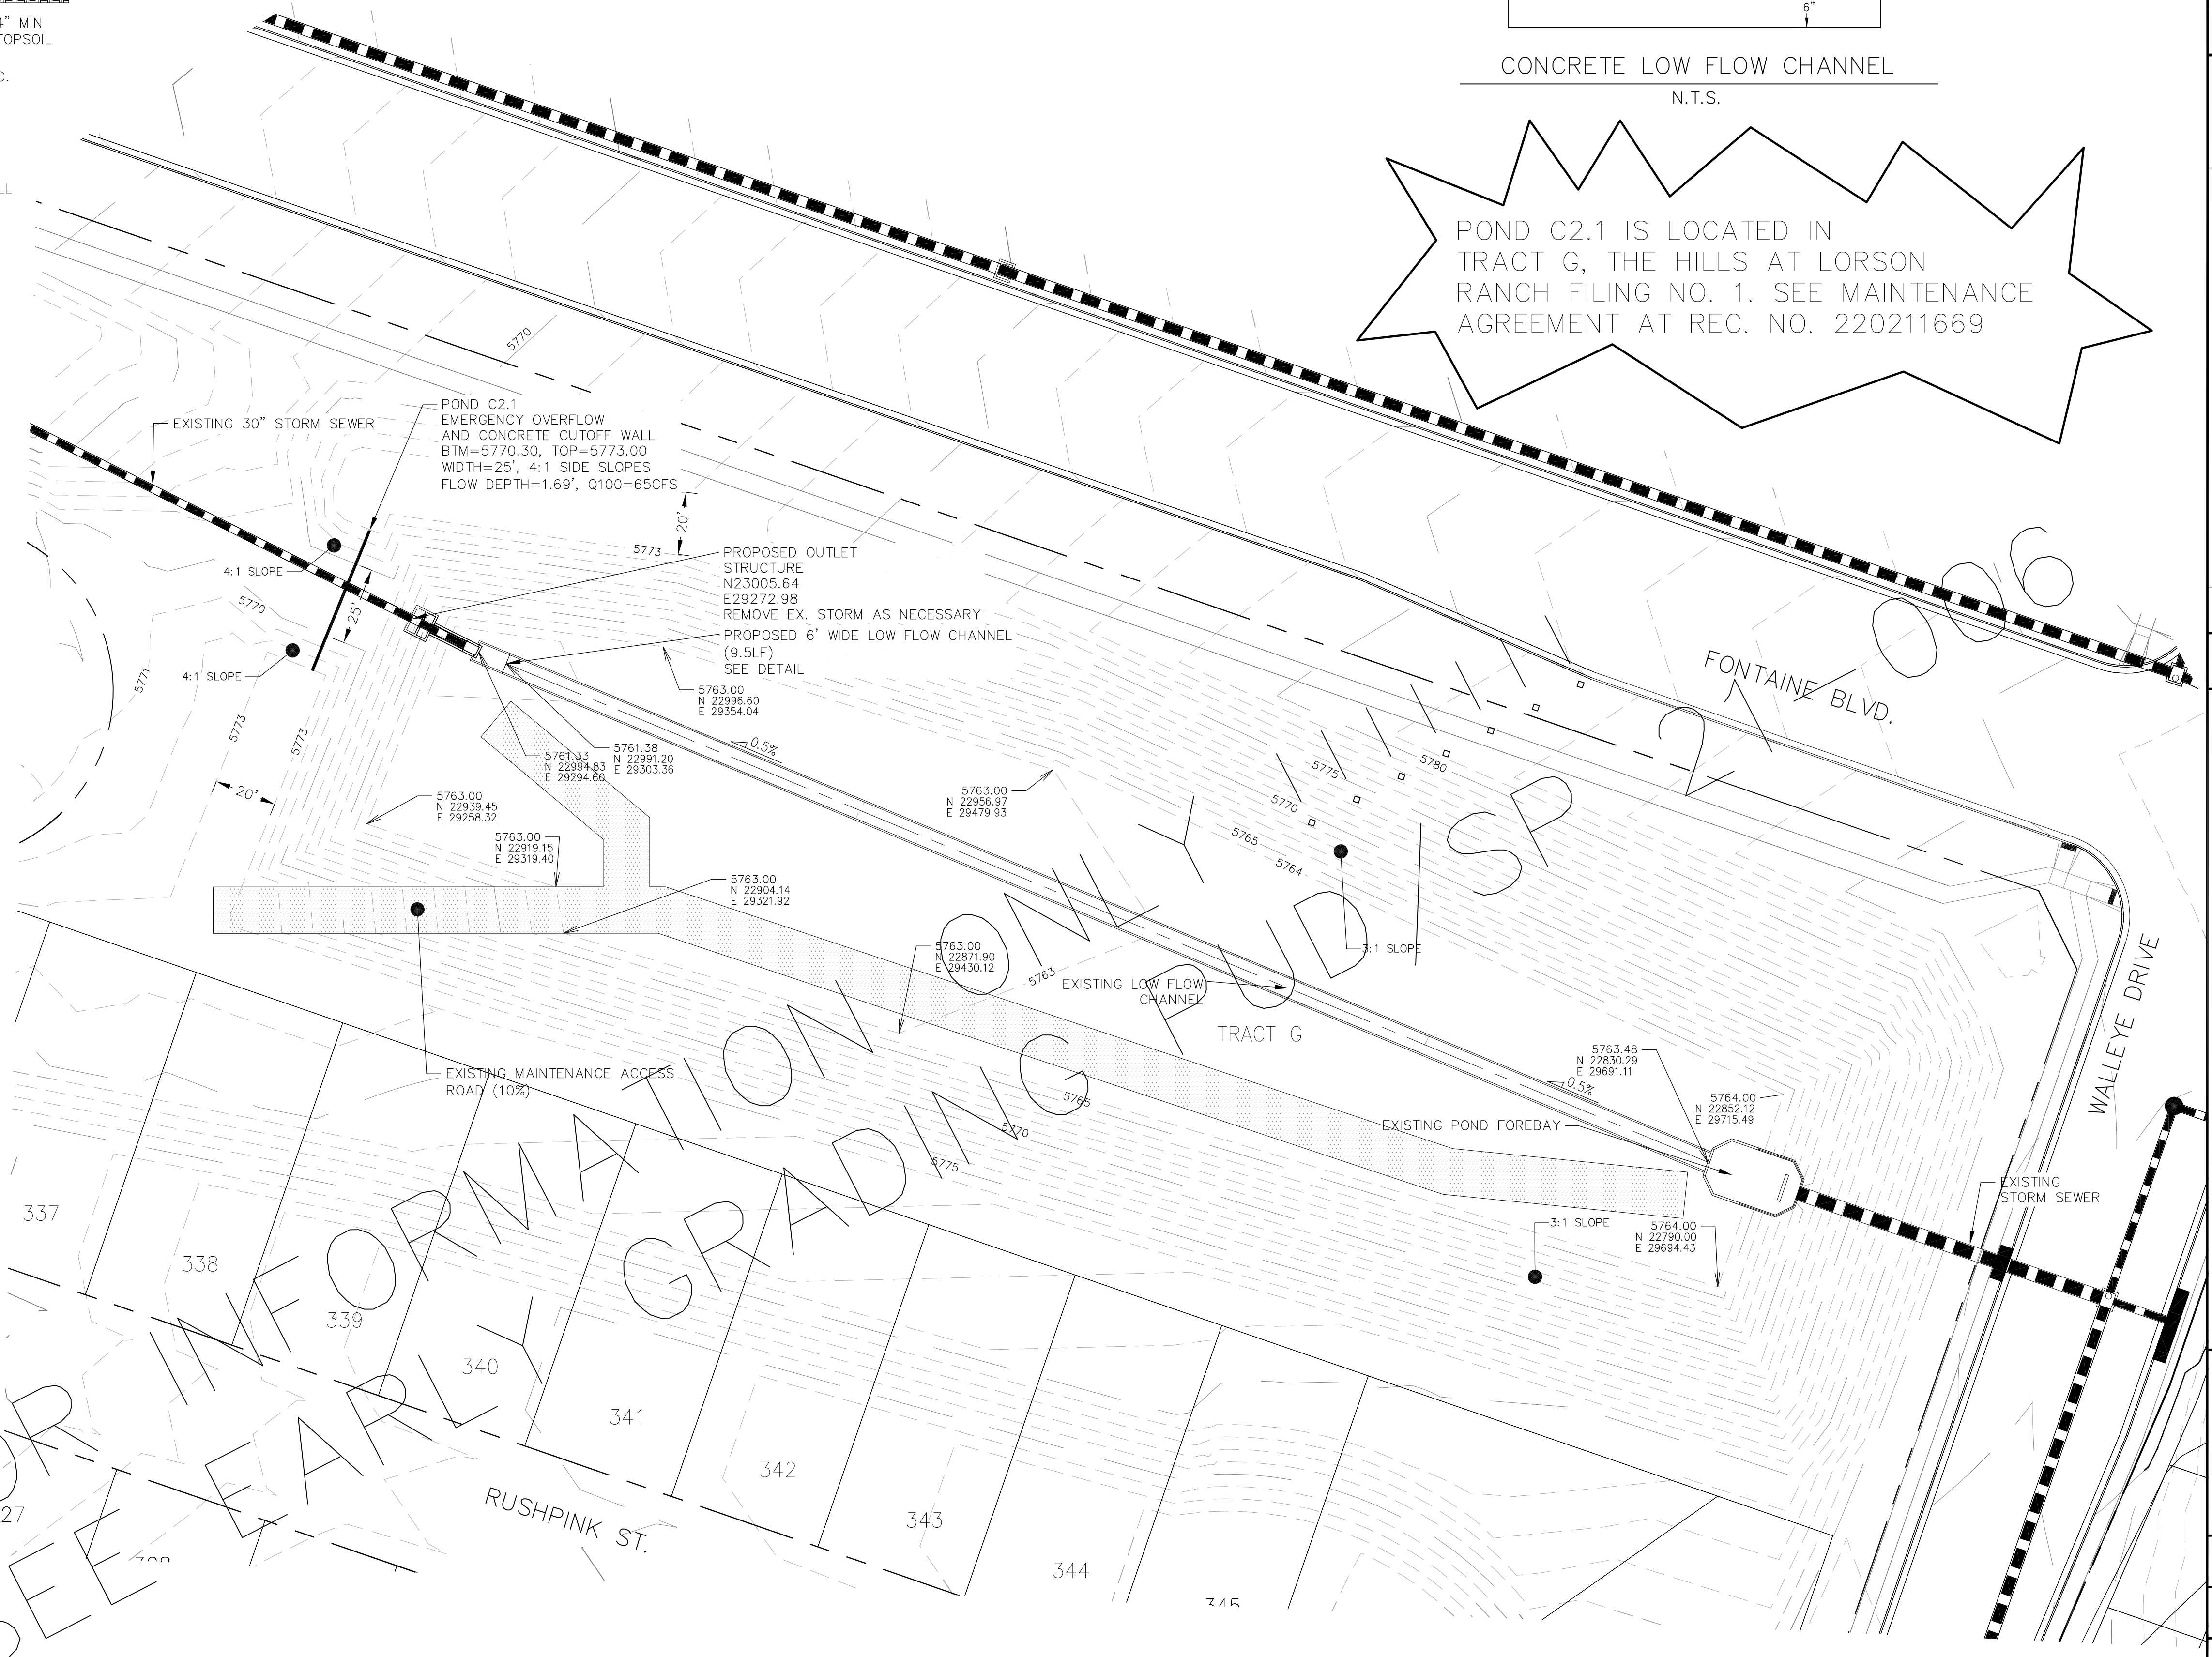 4" MIN
TOPSOIL
6"
CONCRETE LOW FLOW CHANNEL
N.T.S.
POND C2.1 IS LOCATED IN
TRACT G, THE HILLS AT LORSON
RANCH FILING NO. 1. SEE MAINTENANCE
AGREEMENT AT REC. NO. 220211669
5770
EXISTING 30" STORM SEWER
POND C2.1
EMERGENCY OVERFLOW
AND CONCRETE CUTOFF WALL
BTM=5770.30, TOP=5773.00
WIDTH=25', 4:1 SIDE SLOPES
FLOW DEPTH=1.69', Q100=65CFS
20'
5773
4:1 SLOPE
5770
25'
4:1 SLOPE
5771
5773
5773
20'
PROPOSED OUTLET
STRUCTURE
N23005.64
E29272.98
REMOVE EX. STORM AS NECESSARY
PROPOSED 6' WIDE LOW FLOW CHANNEL
(9.5LF)
SEE DETAIL
5763.00
N 22996.60
E 29354.04
5761.33
N 22994.83
E 29294.60
5761.38
N 22991.20
E 29303.36
0.5%
5763.00
N 22939.45
E 29258.32
5763.00
N 22919.15
E 29319.40
5763.00
N 22904.14
E 29321.92
5763.00
N 22956.97
E 29479.93
5763.00
N 22871.90
E 29430.12
5763
5780
5775
5770
5765
5764
3:1 SLOPE
FONTAINE BLVD.
WALLEYE DRIVE
EXISTING LOW FLOW
CHANNEL
TRACT G
EXISTING MAINTENANCE ACCESS
ROAD (10%)
5765
5770
5775
5763.48
N 22830.29
E 29691.11
0.5%
5764.00
N 22852.12
E 29715.49
EXISTING POND FOREBAY
EXISTING
STORM SEWER
3:1 SLOPE
5764.00
N 22790.00
E 29694.43
INFORMATION ONLY
EARLY GRADING PUDSP
337
338
339
340
341
342
343
344
345
RUSHPINK ST.